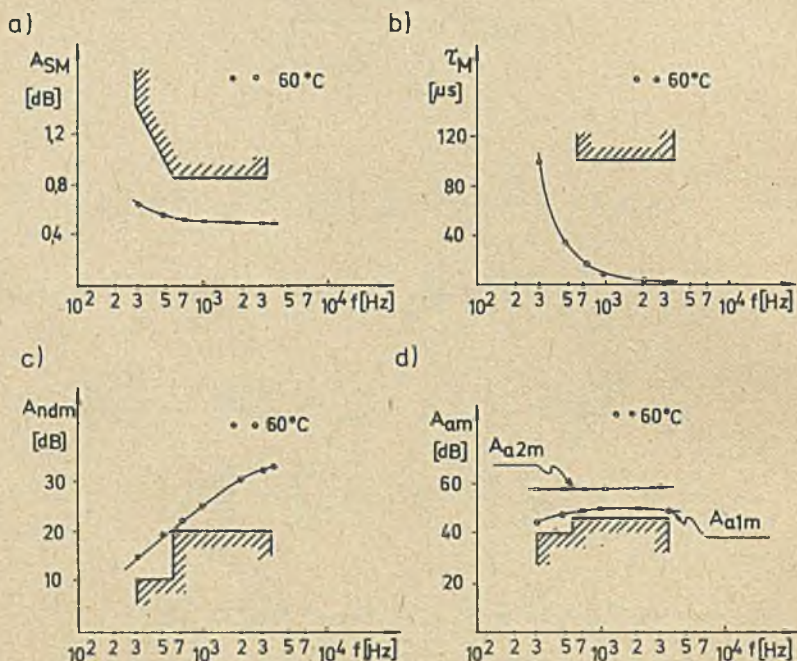 a)
A_SM
[dB]
60°C
1,2
0,8
0,4
10² 2 3 5 7 10³ 2 3 5 7 10⁴ f[Hz]
b)
τ_M
[μs]
60°C
120
80
40
10² 2 3 5 7 10³ 2 3 5 7 10⁴ f[Hz]
c)
A_ndm
[dB]
60°C
30
20
10
10² 2 3 5 7 10³ 2 3 5 7 10⁴ f[Hz]
d)
A_am
[dB]
60°C
A_a2m
60
40
20
A_a1m
10² 2 3 5 7 10³ 2 3 5 7 10⁴ f[Hz]